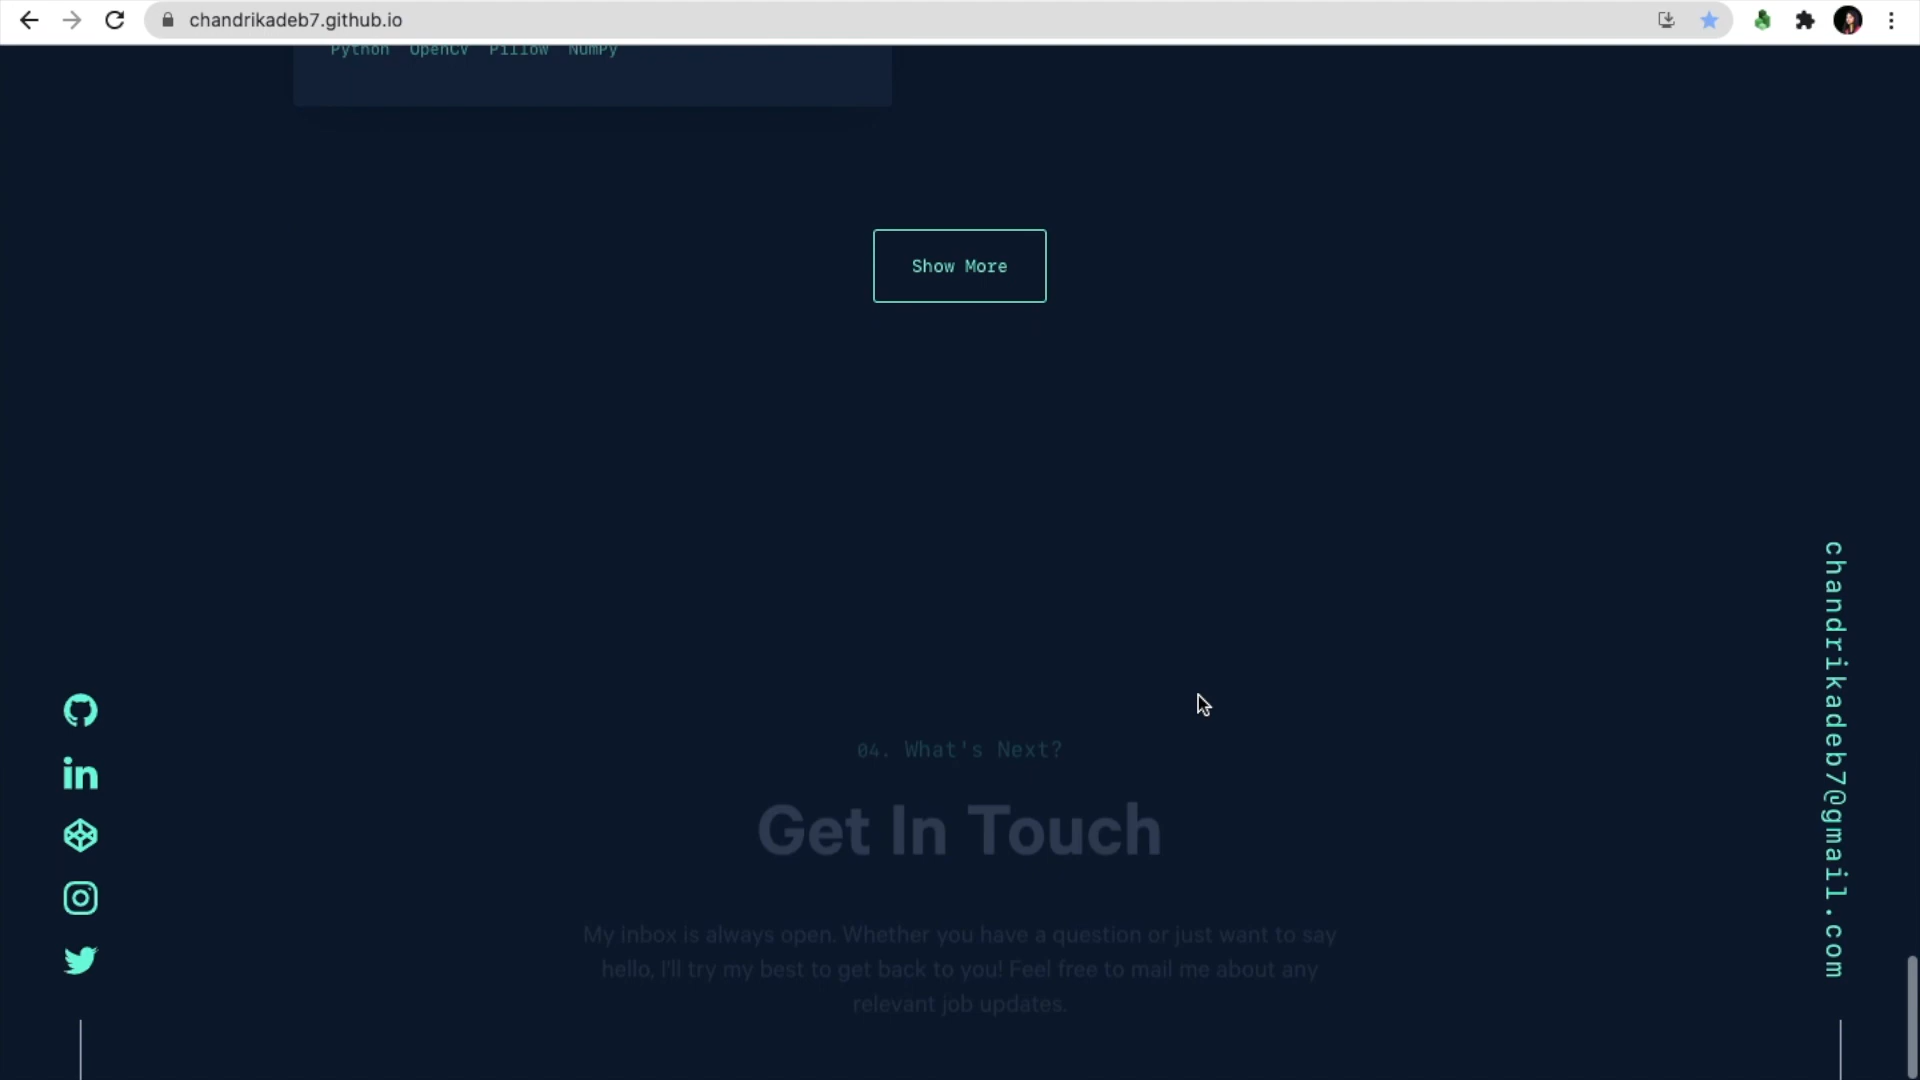 chandrikadeb7.github.io
Python OpenCV Pillow NumPy
Show More
chandrikadeb7@gmail.com
04. What's Next?
Get In Touch
My inbox is always open. Whether you have a question or just want to say
hello, I'll try my best to get back to you! Feel free to mail me about any
relevant job updates.